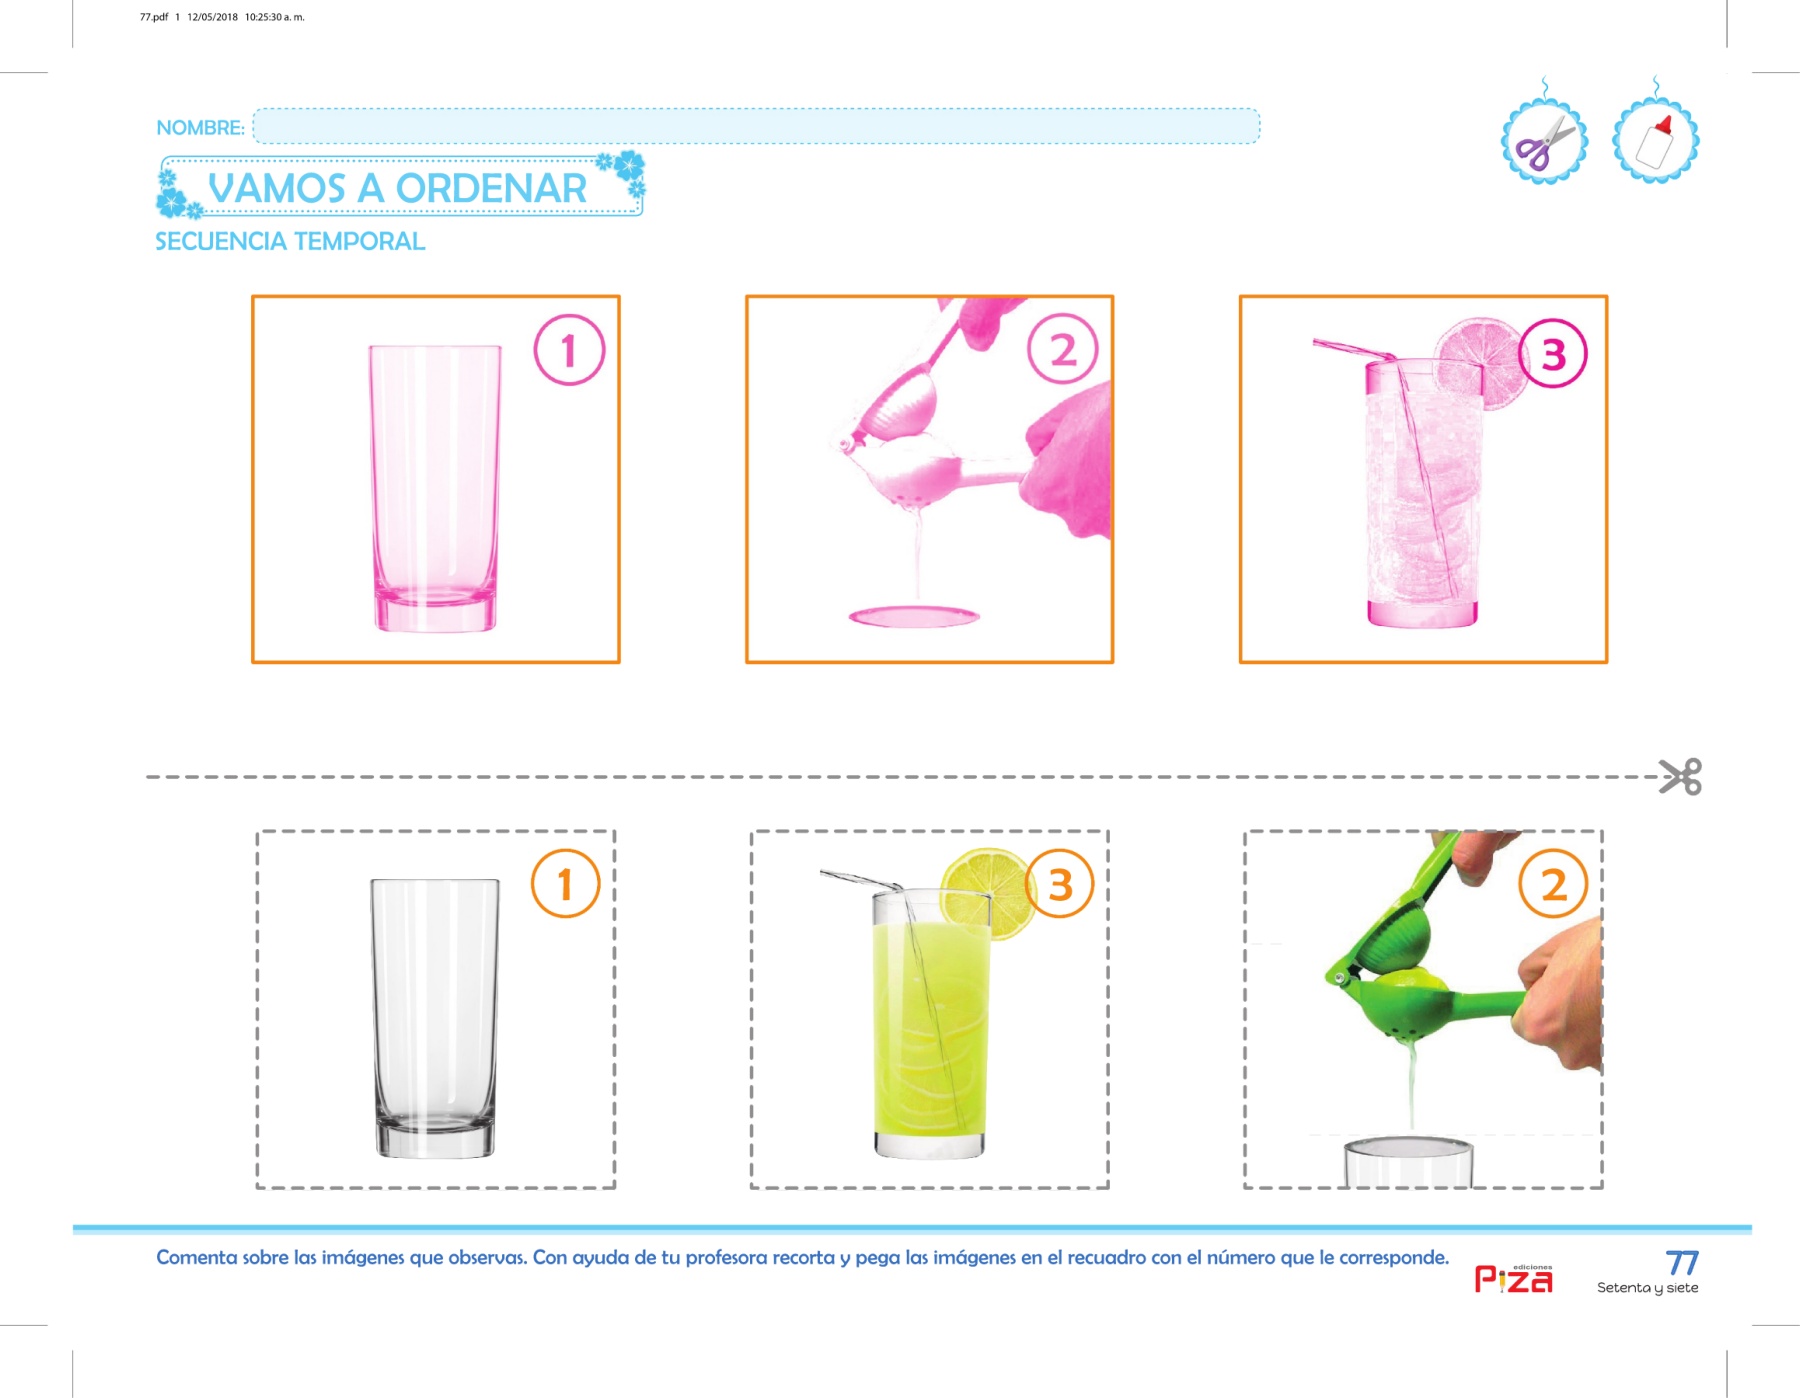 77.pdf 1 12/05/2018 10:25:30 a. m.
NOMBRE:
VAMOS A ORDENAR
SECUENCIA TEMPORAL
1
2
3
1
3
2
Comenta sobre las imágenes que observas. Con ayuda de tu profesora recorta y pega las imágenes en el recuadro con el número que le corresponde.
ediciones
Piza
77
Setenta y siete